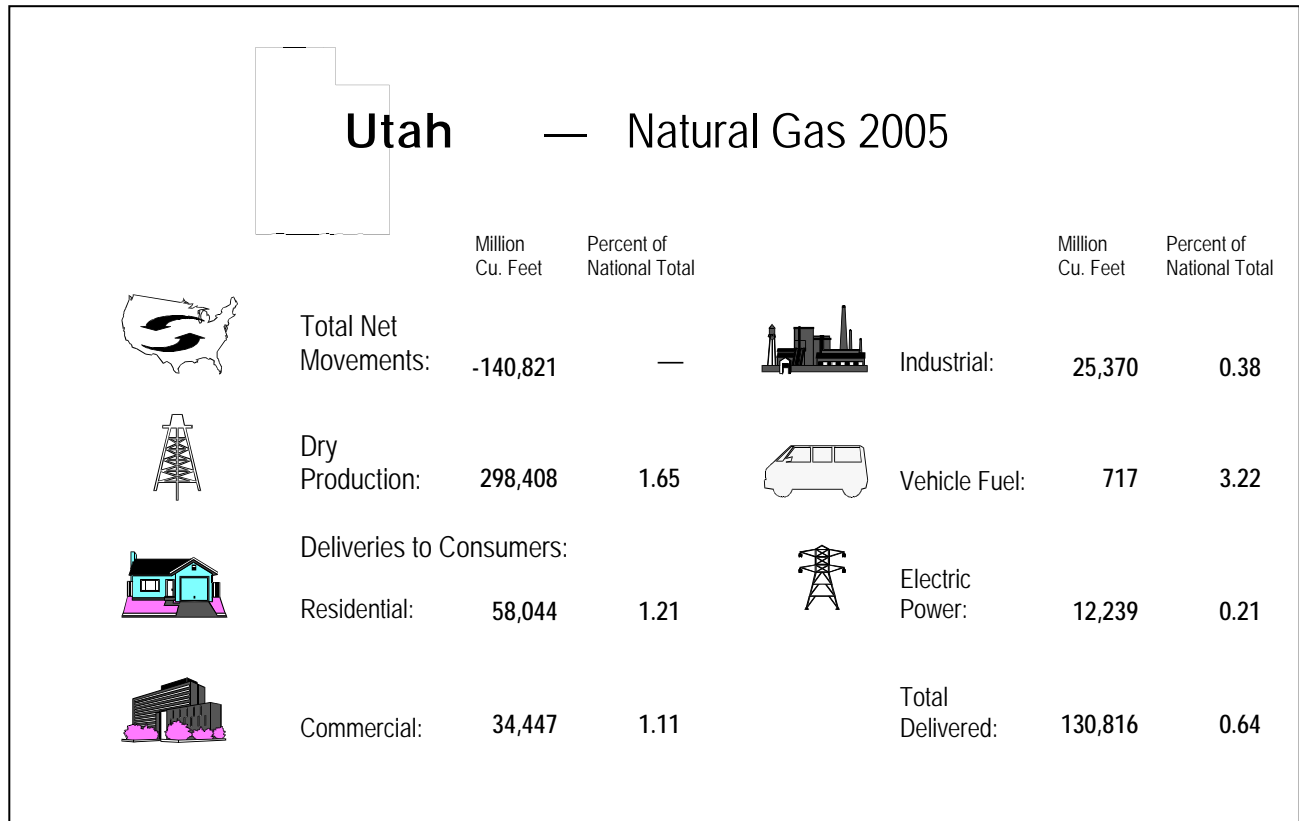 Utah — Natural Gas 2005
Million Percent of
Cu. Feet National Total
Total Net
Movements: -140,821 —
Dry
Production: 298,408 1.65
Deliveries to Consumers:
Residential: 58,044 1.21
Commercial: 34,447 1.11
Million Percent of
Cu. Feet National Total
Industrial: 25,370 0.38
Vehicle Fuel: 717 3.22
Electric
Power: 12,239 0.21
Total
Delivered: 130,816 0.64